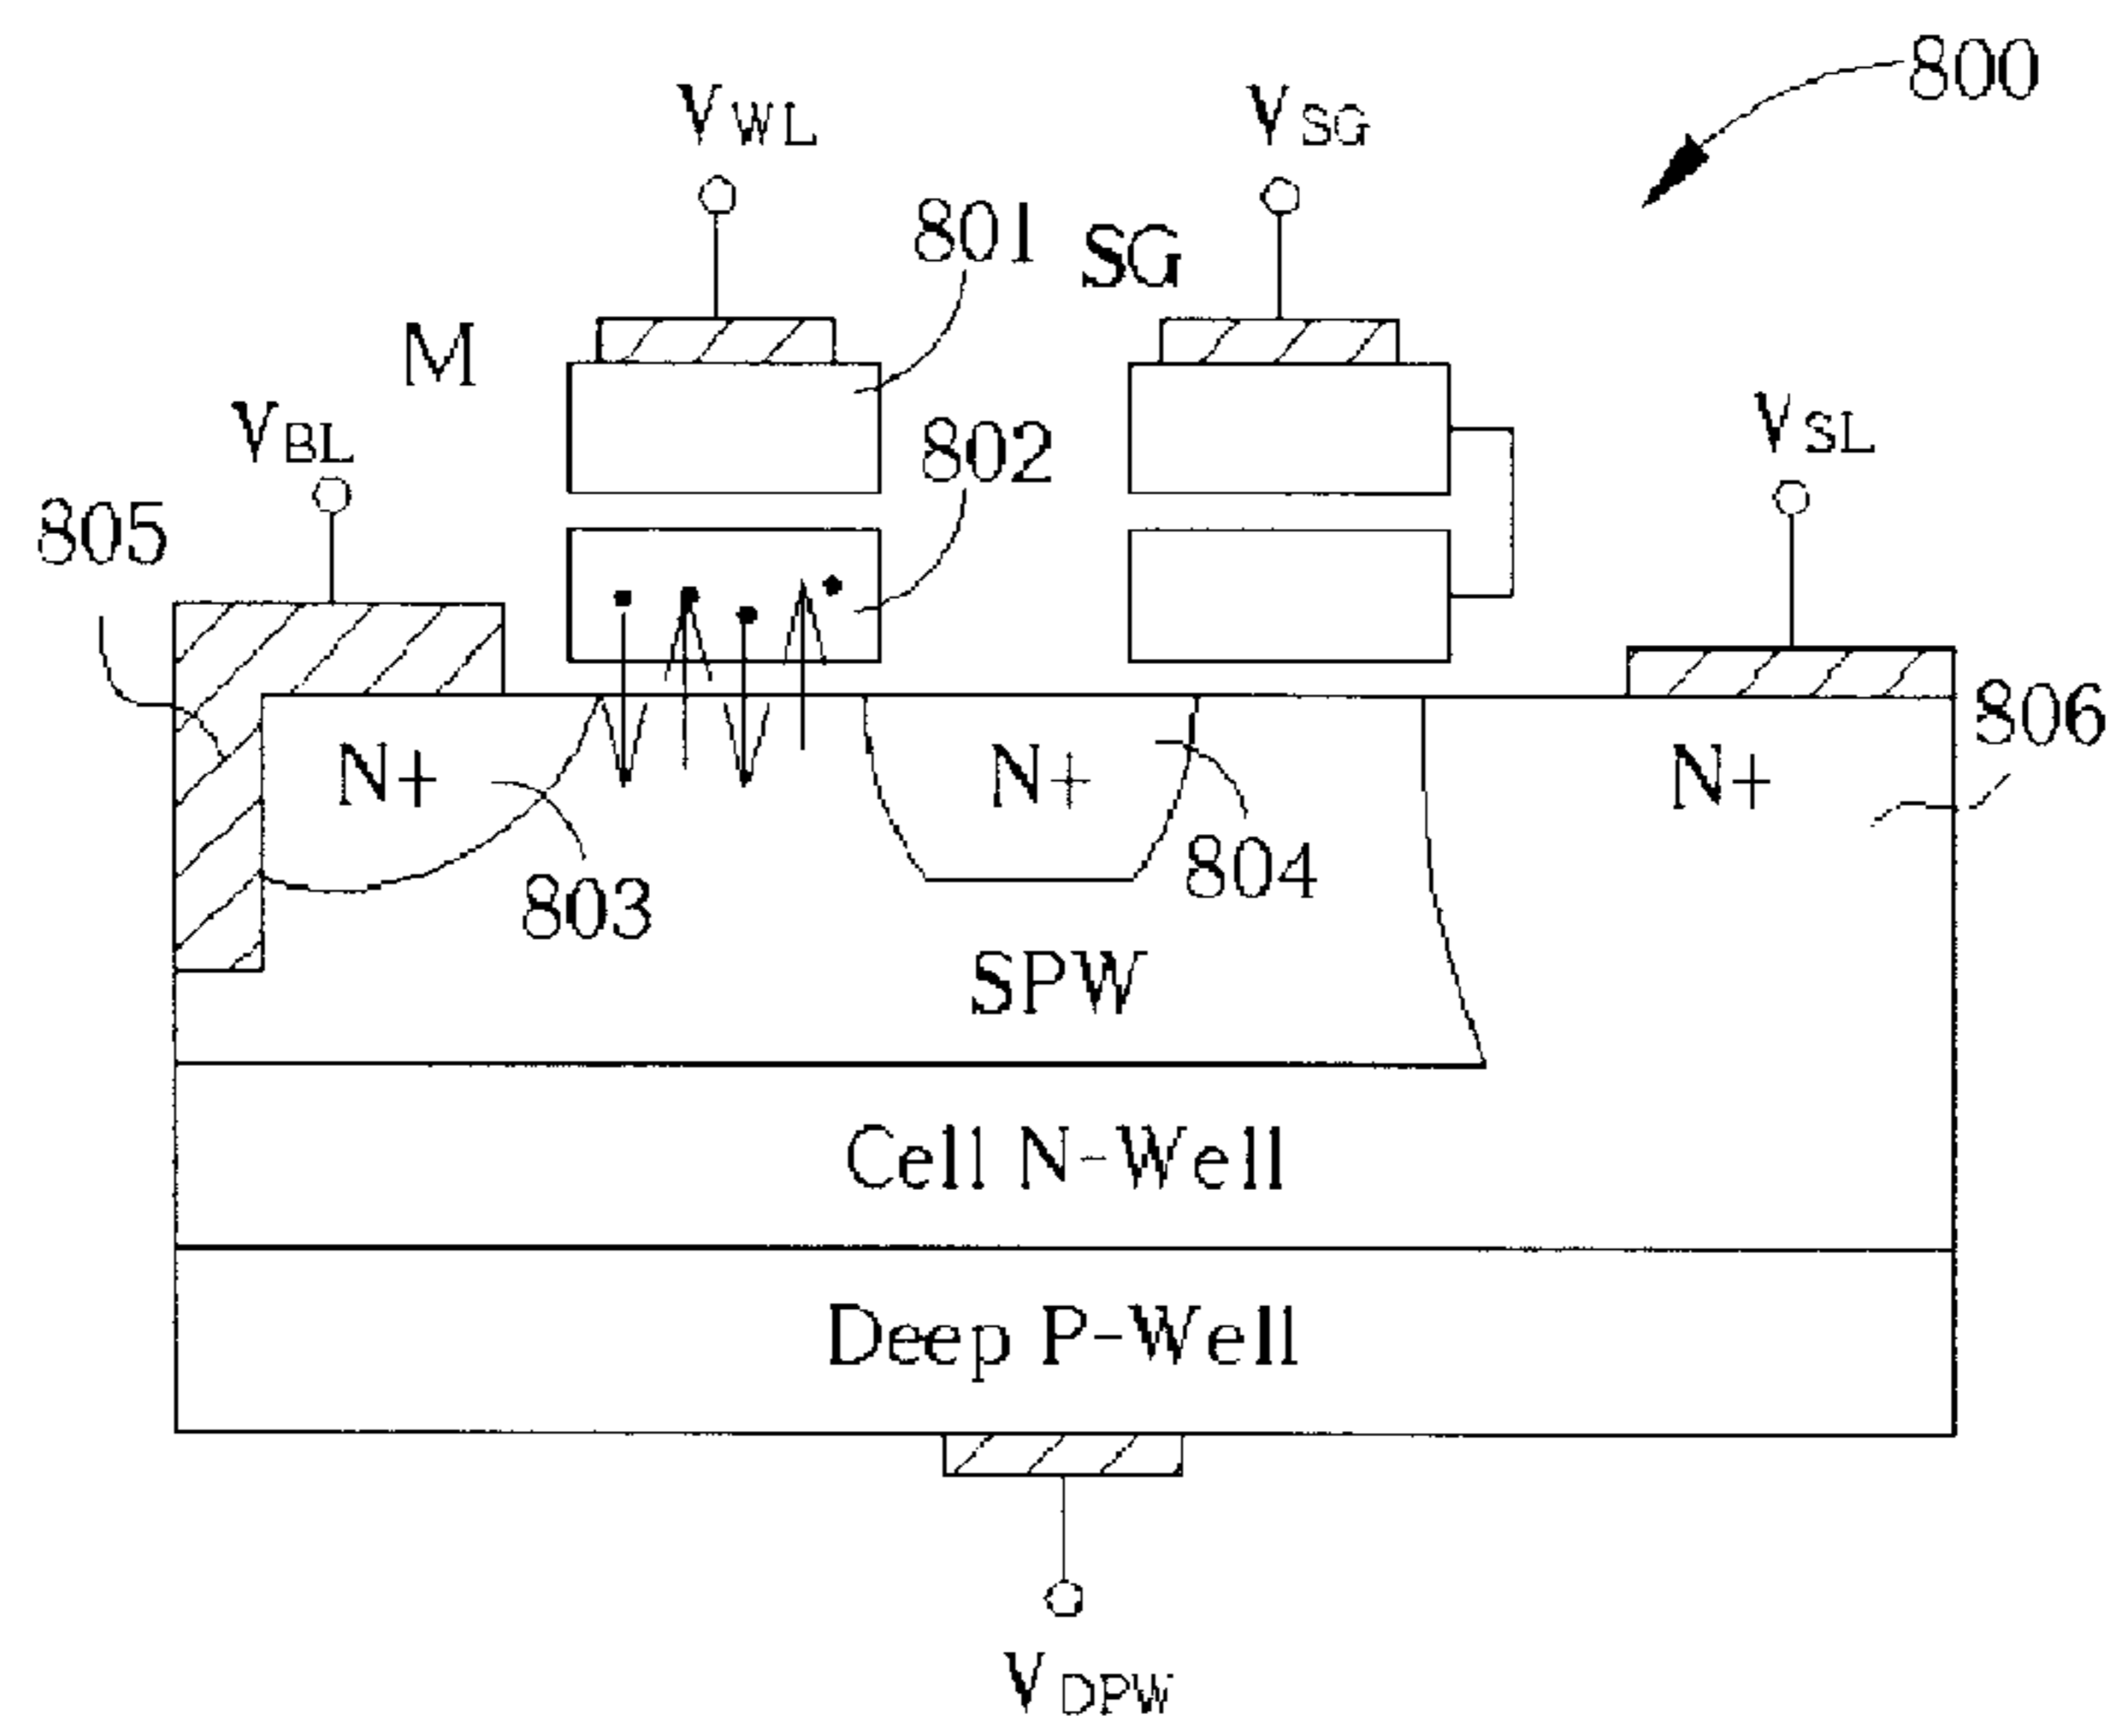 800
VWL
VSG
801
SG
M
VBL
802
VSL
805
806
N+
N+
N+
803
804
SPW
Cell N-Well
Deep P-Well
VDPW